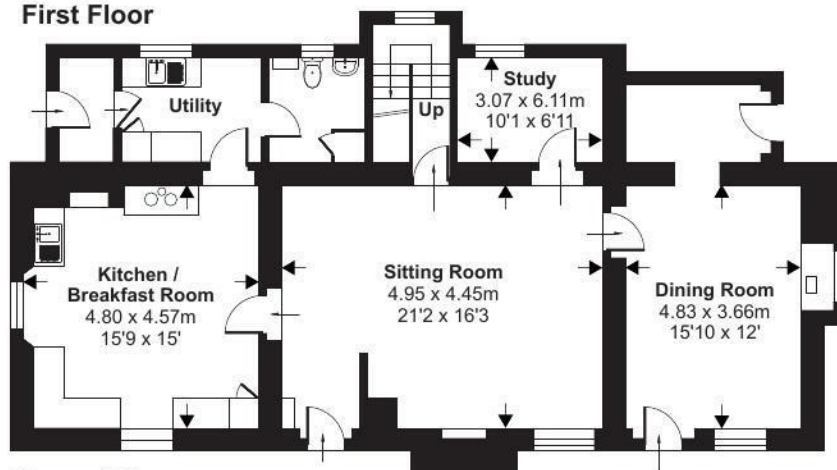 First Floor
Utility
Up
Study
3.07 x 6.11m
10'1 x 6'11
Kitchen /
Breakfast Room
4.80 x 4.57m
15'9 x 15'
Sitting Room
4.95 x 4.45m
21'2 x 16'3
Dining Room
4.83 x 3.66m
15'10 x 12'